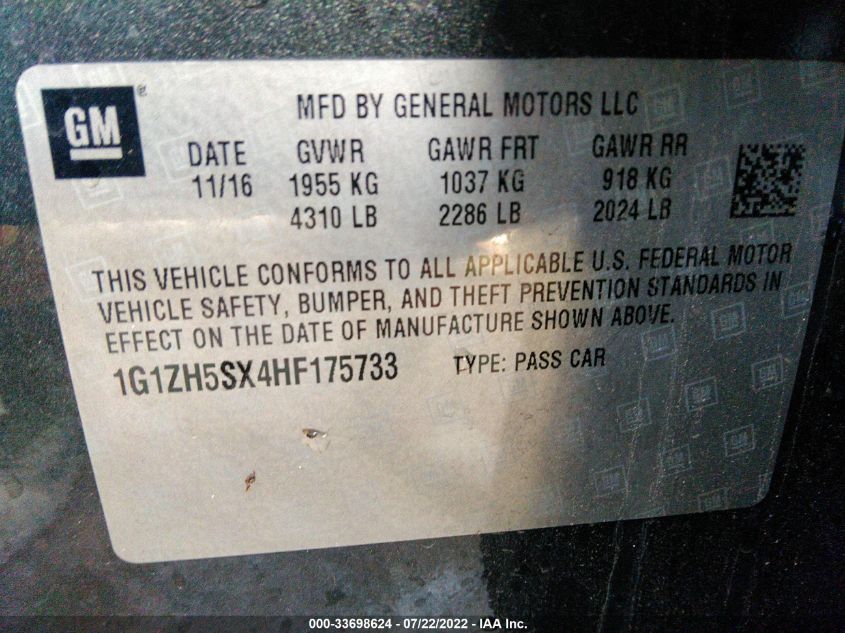 GM
MFD BY GENERAL MOTORS LLC
DATE GVWR GAWR FRT GAWR RR
11/16 1955 KG 1037 KG 918 KG
4310 LB 2286 LB 2024 LB
THIS VEHICLE CONFORMS TO ALL APPLICABLE U.S. FEDERAL MOTOR
VEHICLE SAFETY, BUMPER, AND THEFT PREVENTION STANDARDS IN
EFFECT ON THE DATE OF MANUFACTURE SHOWN ABOVE.
1G1ZH5SX4HF175733 TYPE: PASS CAR
000-33698624 - 07/22/2022 - IAA Inc.